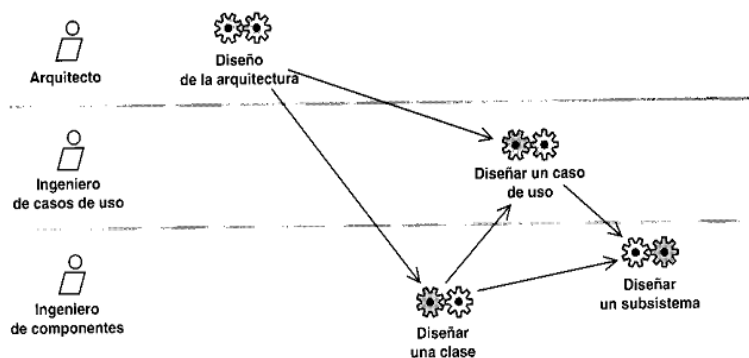 Arquitecto
Diseño
de la arquitectura
Ingeniero
de casos de uso
Diseñar un caso
de uso
Ingeniero
de componentes
Diseñar
una clase
Diseñar
un subsistema